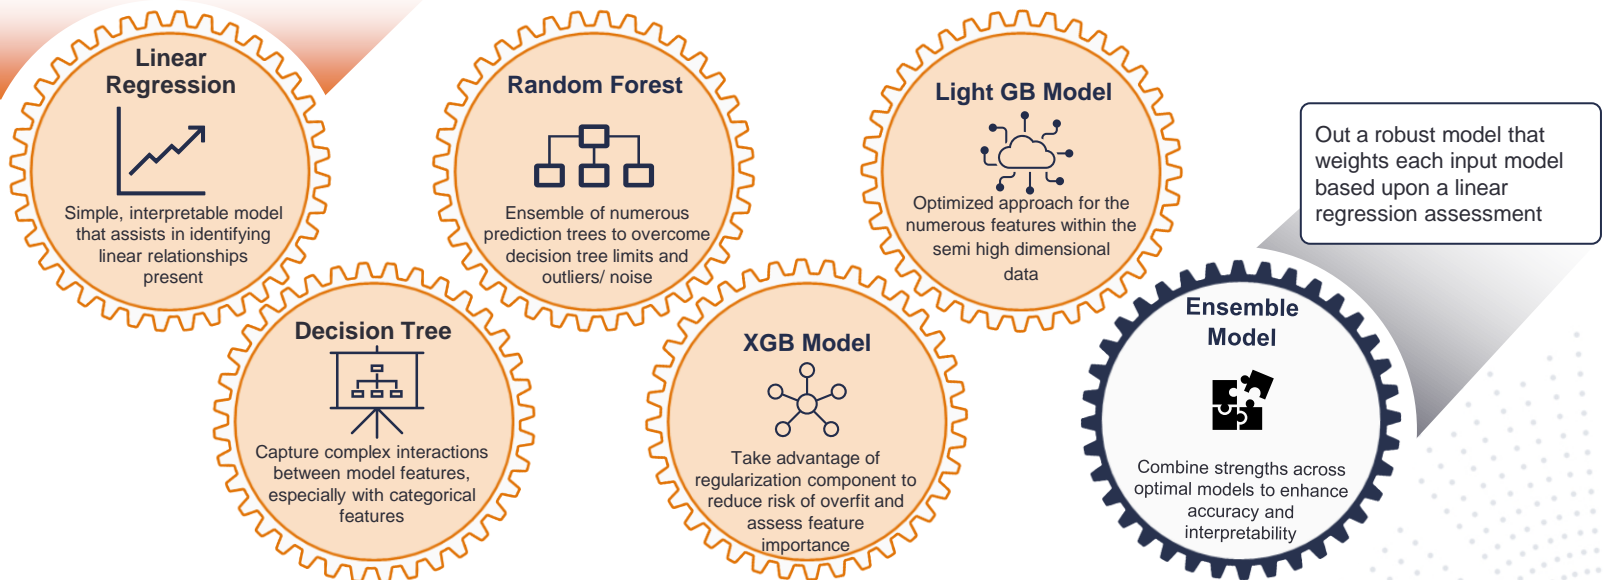 Linear
Regression
Simple, interpretable model
that assists in identifying
linear relationships
present
Decision Tree
Capture complex interactions
between model features,
especially with categorical
features
Random Forest
Ensemble of numerous
prediction trees to overcome
decision tree limits and
outliers/ noise
XGB Model
Take advantage of
regularization component to
reduce risk of overfit and
assess feature
importance
Light GB Model
Optimized approach for the
numerous features within the
semi high dimensional
data
Ensemble
Model
Combine strengths across
optimal models to enhance
accuracy and
interpretability
Out a robust model that
weights each input model
based upon a linear
regression assessment